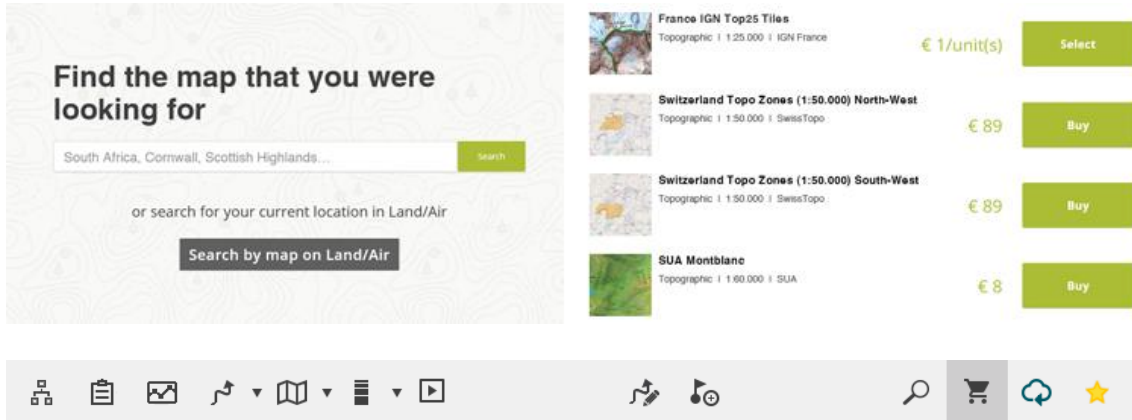 Find the map that you were
looking for
South Africa, Cornwall, Scottish Highlands...
Search
or search for your current location in Land/Air
Search by map on Land/Air
France IGN Top25 Tiles
Topographic | 1:25.000 | IGN France
€ 1/unit(s)
Select
Switzerland Topo Zones (1:50.000) North-West
Topographic | 1:50.000 | SwissTopo
€ 89
Buy
Switzerland Topo Zones (1:50.000) South-West
Topographic | 1:50.000 | SwissTopo
€ 89
Buy
SUA Montblanc
Topographic | 1:60.000 | SUA
€ 8
Buy